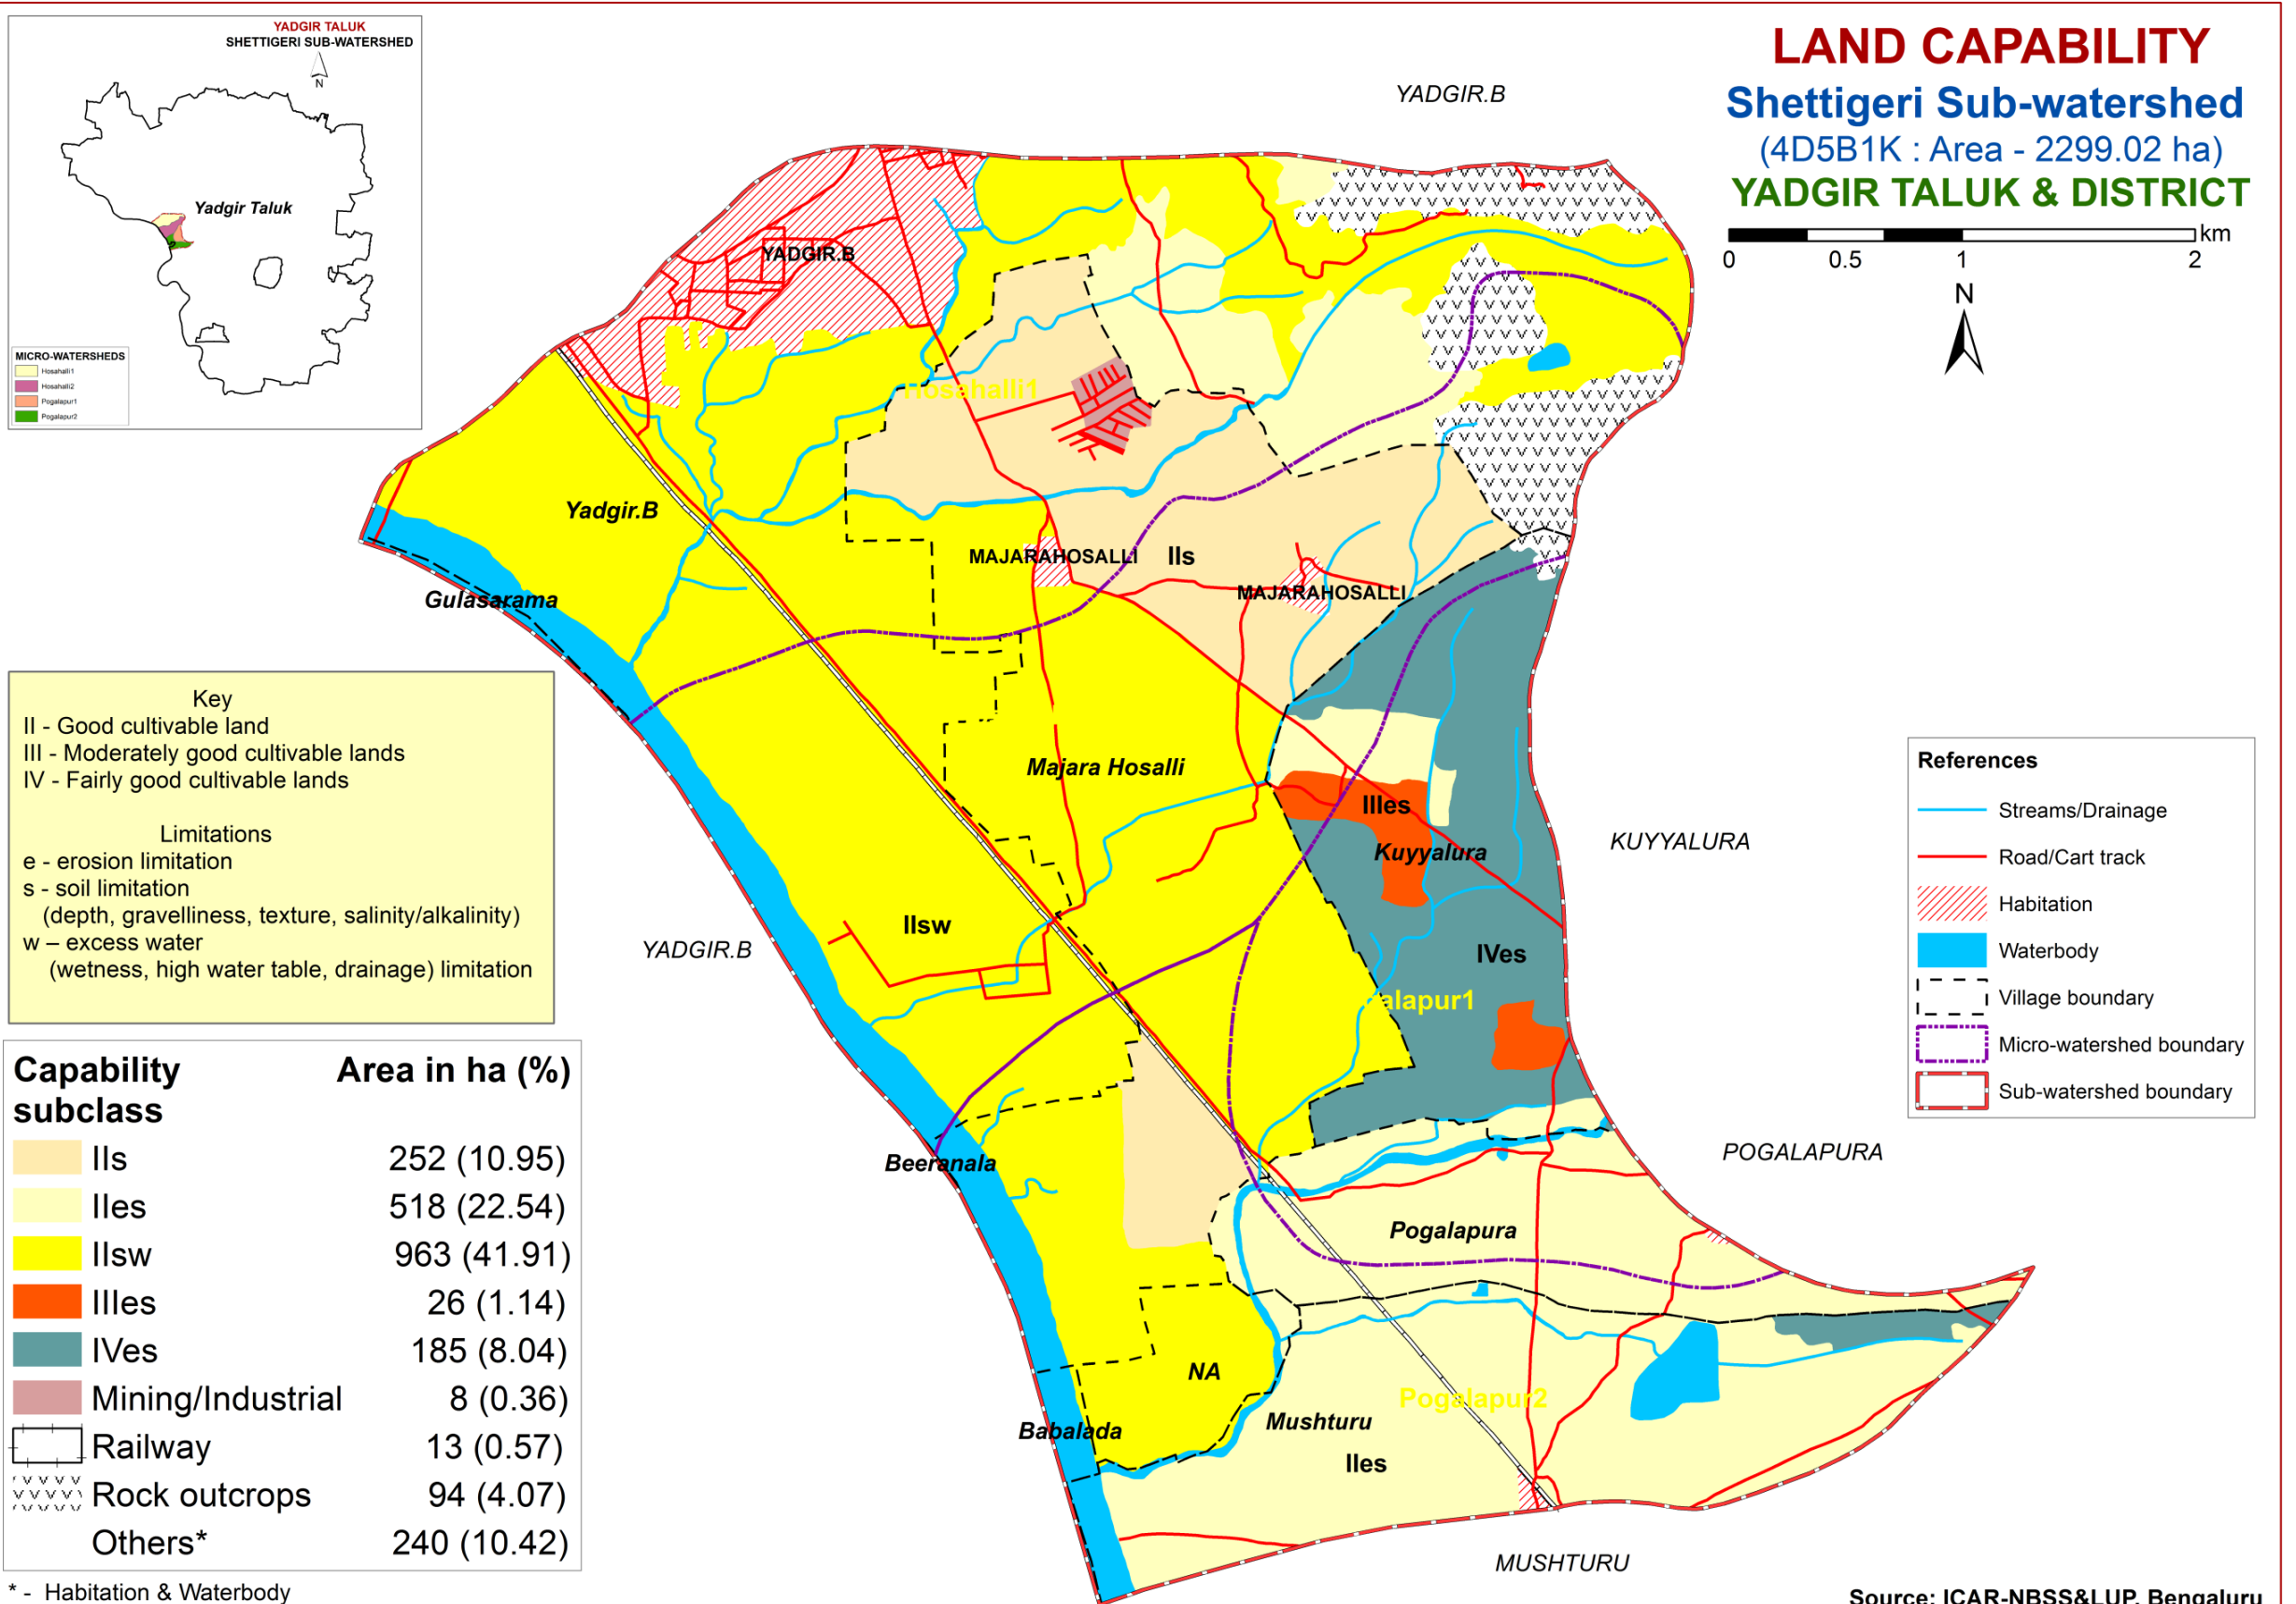 YADGIR TALUK
SHETTIGERI SUB-WATERSHED
N
Yadgir Taluk
MICRO-WATERSHEDS
Hosahalli1
Hosahalli2
Pogalapur1
Pogalapur2
LAND CAPABILITY
Shettigeri Sub-watershed
(4D5B1K : Area - 2299.02 ha)
YADGIR TALUK & DISTRICT
km
0 0.5 1 2
N
YADGIR.B
YADGIR.B
Hosahalli1
Yadgir.B
MAJARAHOSALLI
IIs
MAJARAHOSALLI
Gulasarama
Majara Hosalli
IIIes
Kuyyalura
KUYYALURA
IIsw
YADGIR.B
IVes
alapur1
Beeranala
POGALAPURA
Pogalapura
NA
Pogalapur2
Babalada
Mushturu
IIes
MUSHTURU
Key
II - Good cultivable land
III - Moderately good cultivable lands
IV - Fairly good cultivable lands
Limitations
e - erosion limitation
s - soil limitation
(depth, gravelliness, texture, salinity/alkalinity)
w – excess water
(wetness, high water table, drainage) limitation
Capability subclass Area in ha (%)
IIs 252 (10.95)
IIes 518 (22.54)
IIsw 963 (41.91)
IIIes 26 (1.14)
IVes 185 (8.04)
Mining/Industrial 8 (0.36)
Railway 13 (0.57)
Rock outcrops 94 (4.07)
Others* 240 (10.42)
* - Habitation & Waterbody
References
Streams/Drainage
Road/Cart track
Habitation
Waterbody
Village boundary
Micro-watershed boundary
Sub-watershed boundary
Source: ICAR-NBSS&LUP, Bengaluru